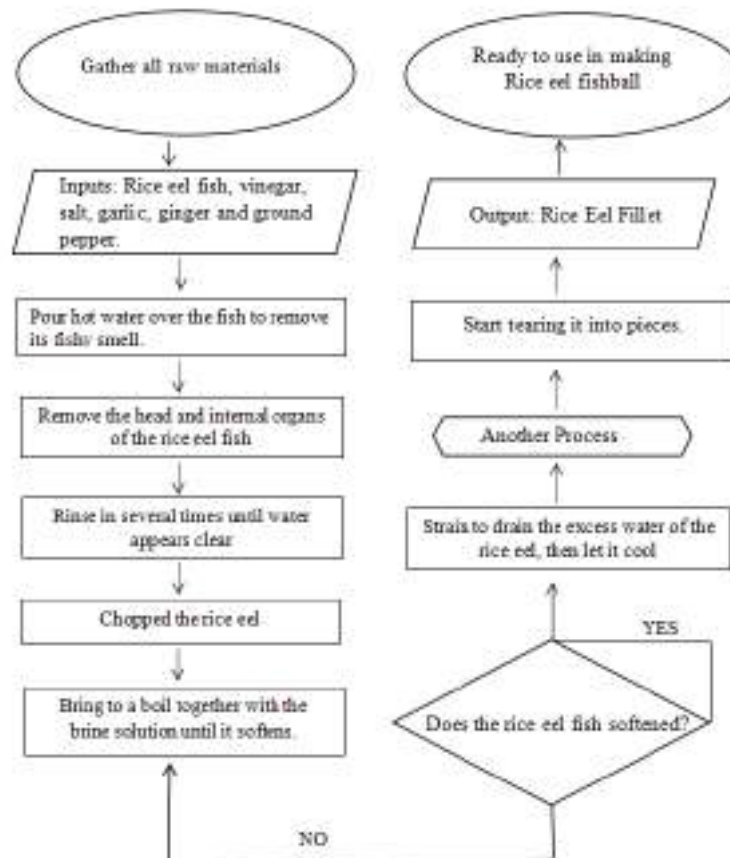 Gather all raw materials
Inputs: Rice eel fish, vinegar,
salt, garlic, ginger and ground
pepper.
Pour hot water over the fish to remove
its fishy smell.
Remove the head and internal organs
of the rice eel fish
Rinse in several times until water
appears clear
Chopped the rice eel
Bring to a boil together with the
brine solution until it softens.
NO
Does the rice eel fish softened?
YES
Strain to drain the excess water of the
rice eel, then let it cool
Another Process
Start tearing it into pieces.
Output: Rice Eel Fillet
Ready to use in making
Rice eel fishball